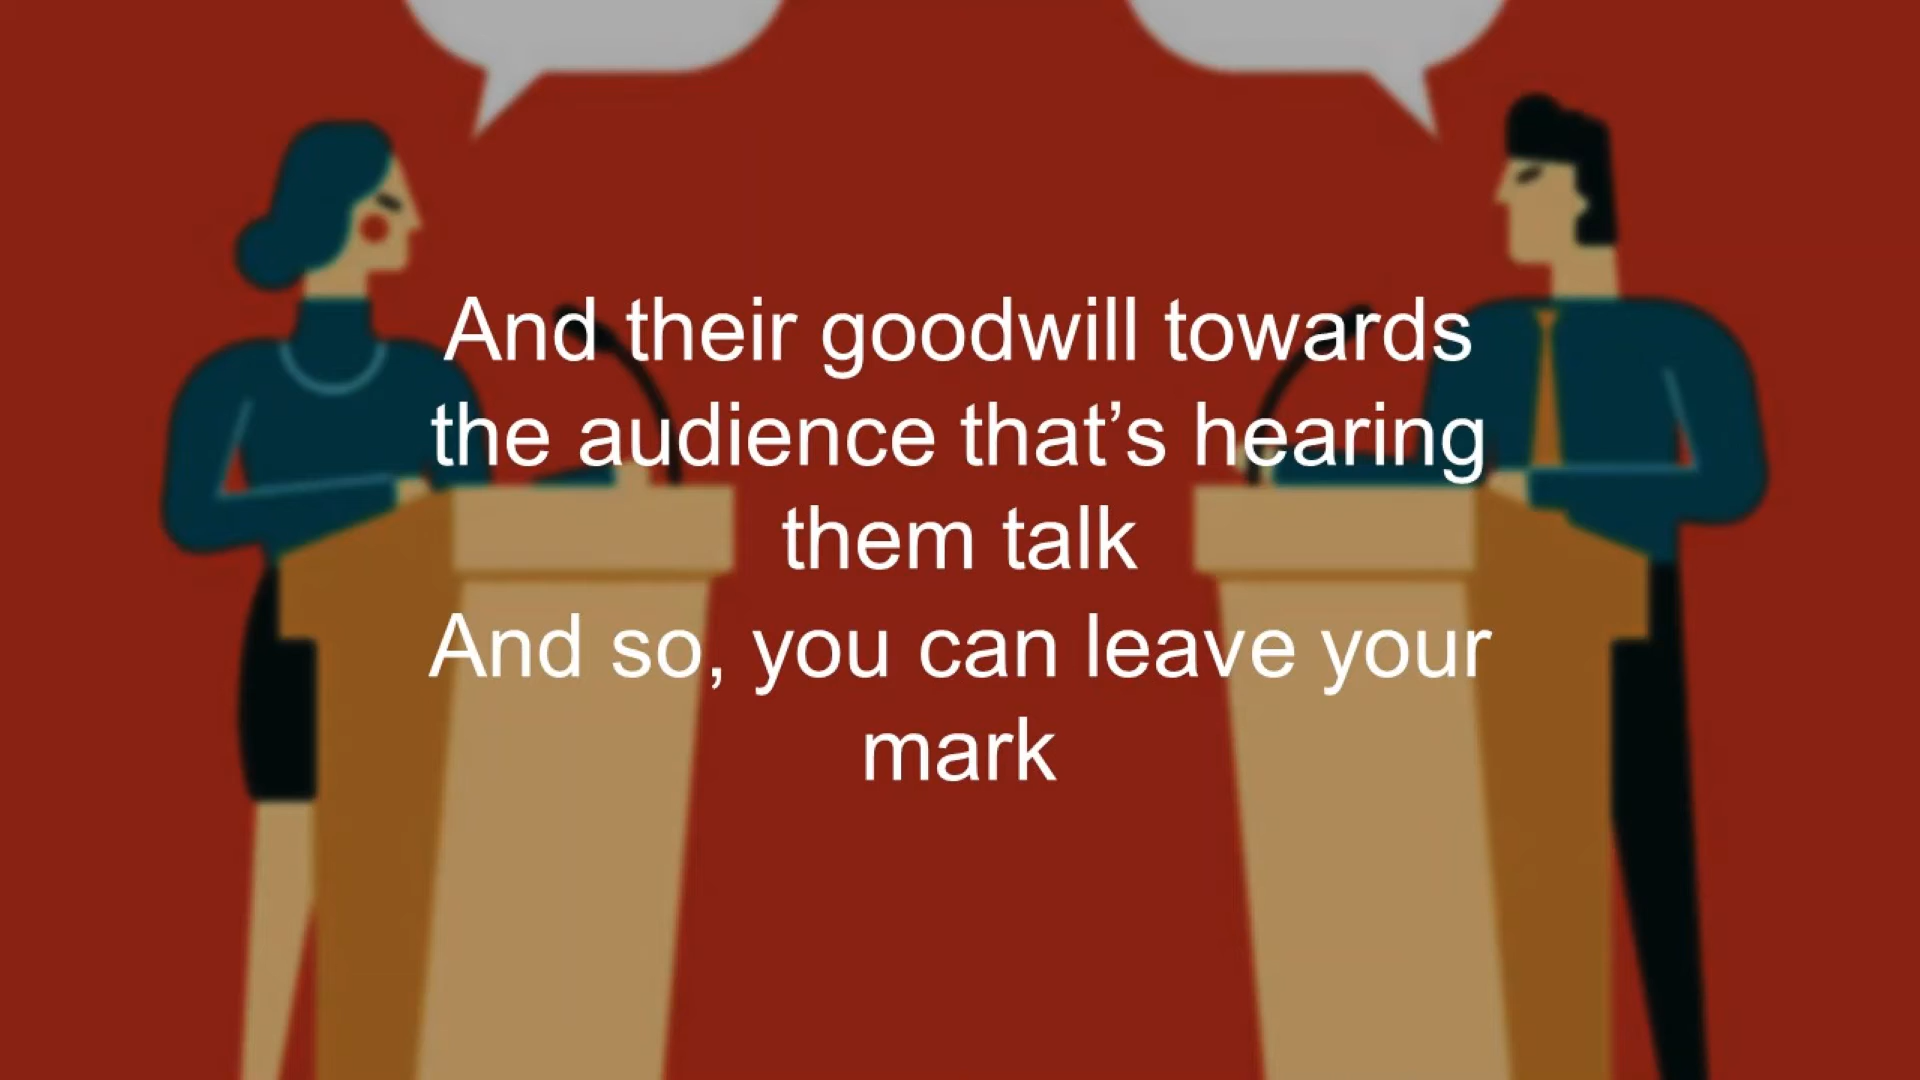 And their goodwill towards
the audience that’s hearing
them talk
And so, you can leave your
mark